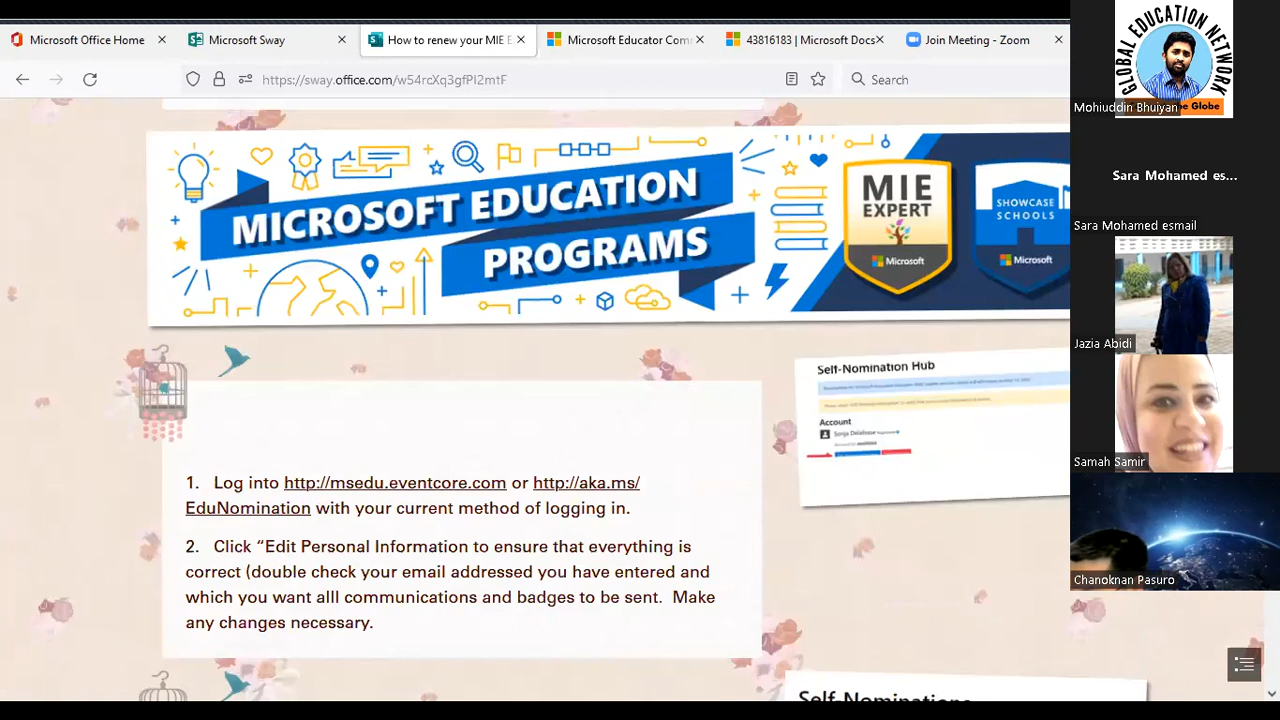 Microsoft Office Home
Microsoft Sway
How to renew your MIE E
Microsoft Educator Com
43816183 | Microsoft Docs
Join Meeting - Zoom
https://sway.office.com/w54rcXq3gfPI2mtF
Search
MICROSOFT EDUCATION
PROGRAMS
MIE
EXPERT
Microsoft
SHOWCASE
SCHOOLS
Microsoft
Self-Nomination Hub
Account
Sonja Delafosse
1. Log into http://msedu.eventcore.com or http://aka.ms/
EduNomination with your current method of logging in.
2. Click “Edit Personal Information to ensure that everything is
correct (double check your email addressed you have entered and
which you want alll communications and badges to be sent. Make
any changes necessary.
Self-Nominations
GLOBAL EDUCATION NETWORK
Globe
Mohiuddin Bhuiyan
Sara Mohamed es...
Sara Mohamed esmail
Jazia Abidi
Samah Samir
Chanoknan Pasuro